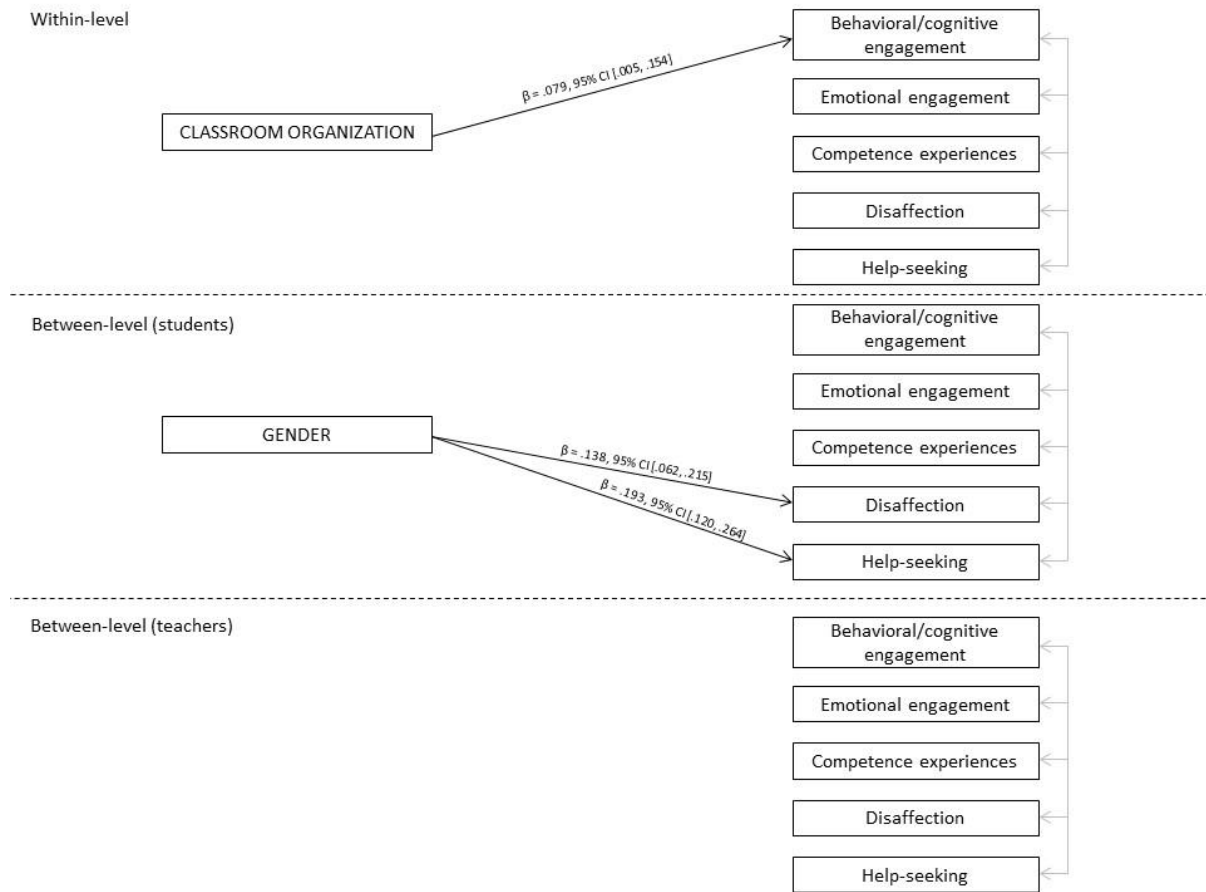 Within-level
Behavioral/cognitive
engagement
β = .079, 95% CI [.005, .154]
Emotional engagement
CLASSROOM ORGANIZATION
Competence experiences
Disaffection
Help-seeking
Between-level (students)
Behavioral/cognitive
engagement
Emotional engagement
GENDER
Competence experiences
β = .138, 95% CI [.062, .215]
β = .193, 95% CI [.120, .264]
Disaffection
Help-seeking
Between-level (teachers)
Behavioral/cognitive
engagement
Emotional engagement
Competence experiences
Disaffection
Help-seeking